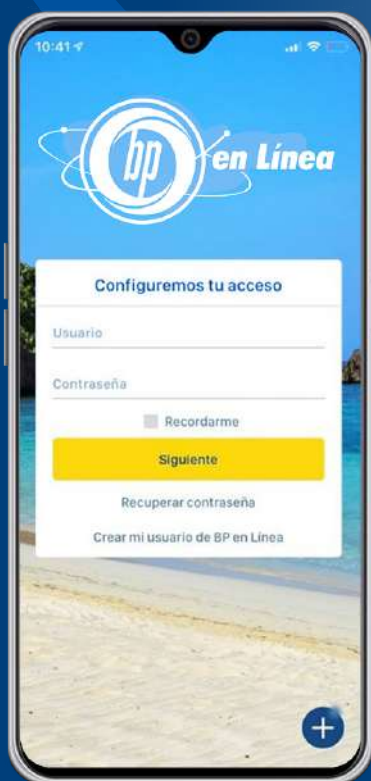 10:41
bp en Línea
Configuremos tu acceso
Usuario
Contraseña
Recordarme
Siguiente
Recuperar contraseña
Crear mi usuario de BP en Línea